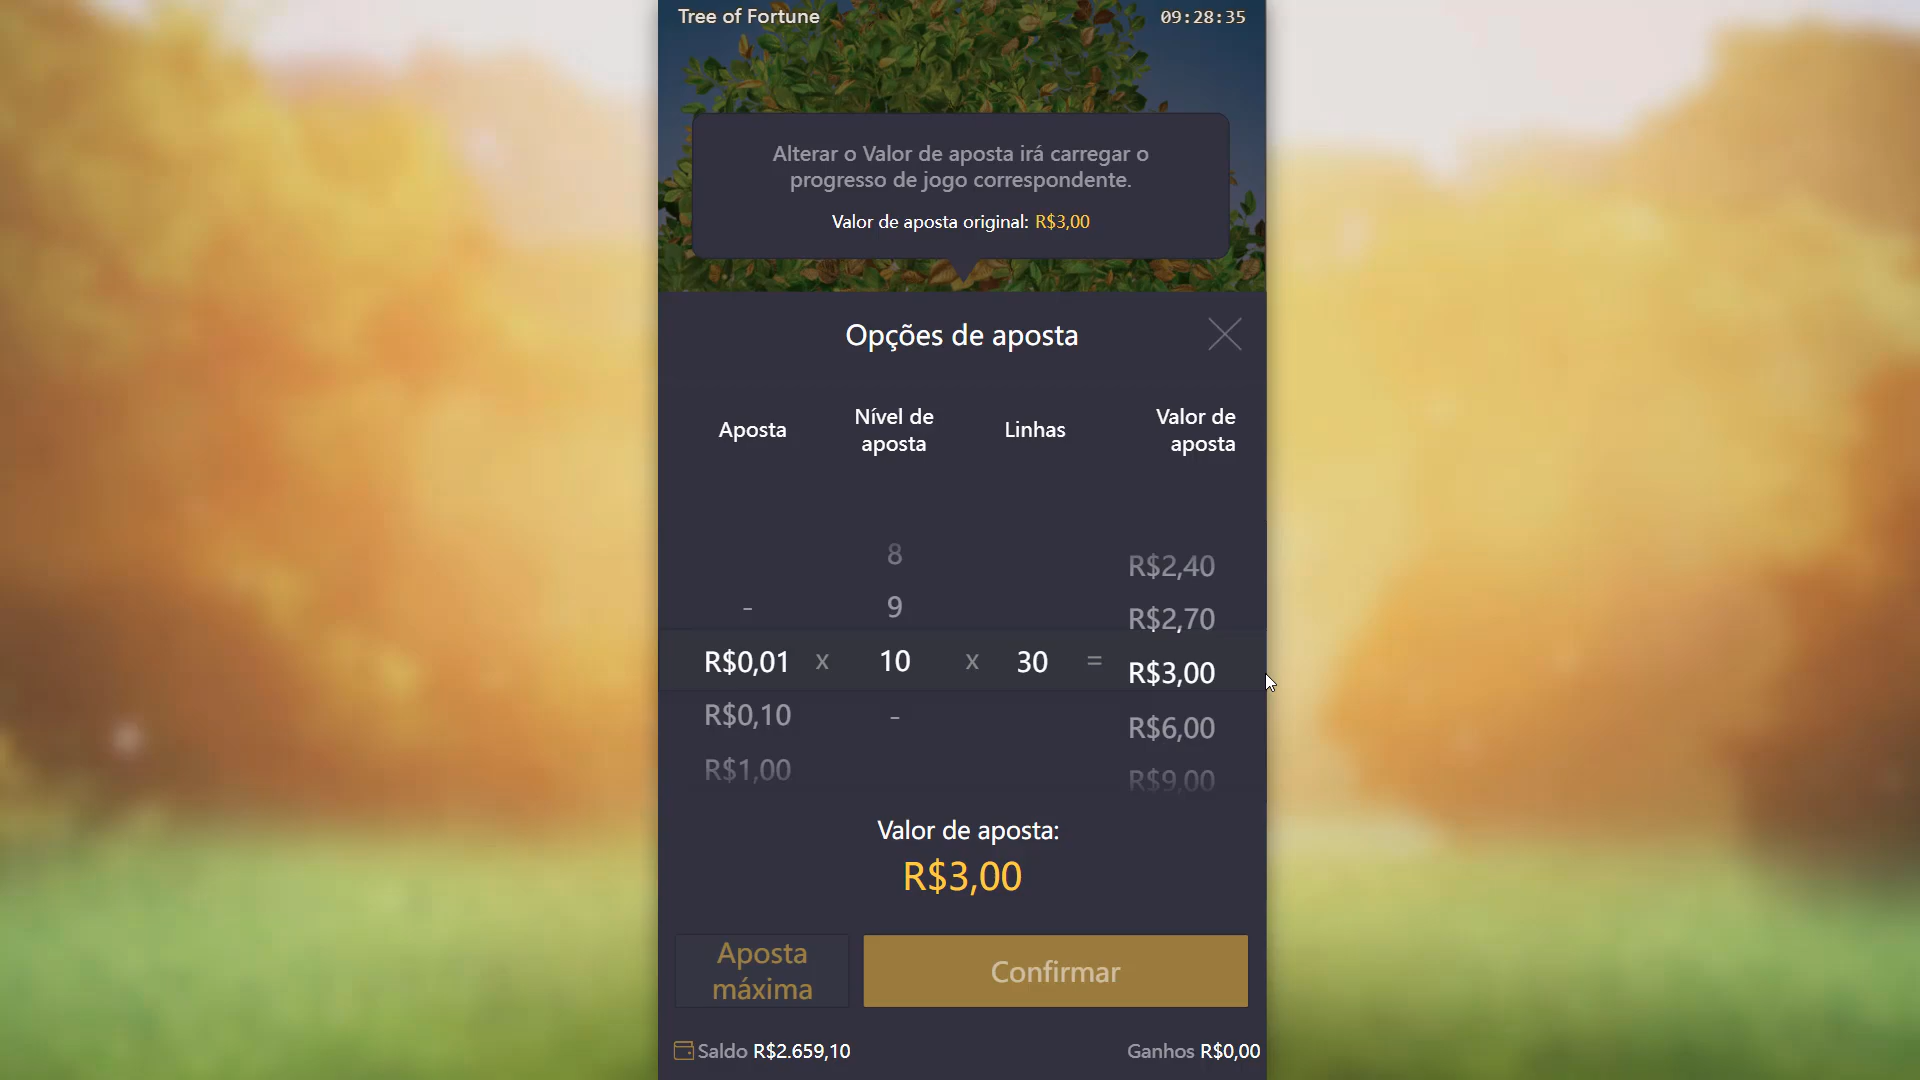 Tree of Fortune 09:28:35
Alterar o Valor de aposta irá carregar o
progresso de jogo correspondente.
Valor de aposta original: R$3,00
Opções de aposta
Aposta
Nível de
aposta
Linhas
Valor de
aposta
8 R$2,40
- 9 R$2,70
R$0,01 x 10 x 30 = R$3,00
R$0,10 - R$6,00
R$1,00 R$9,00
Valor de aposta:
R$3,00
Aposta
máxima
Confirmar
Saldo R$2.659,10 Ganhos R$0,00